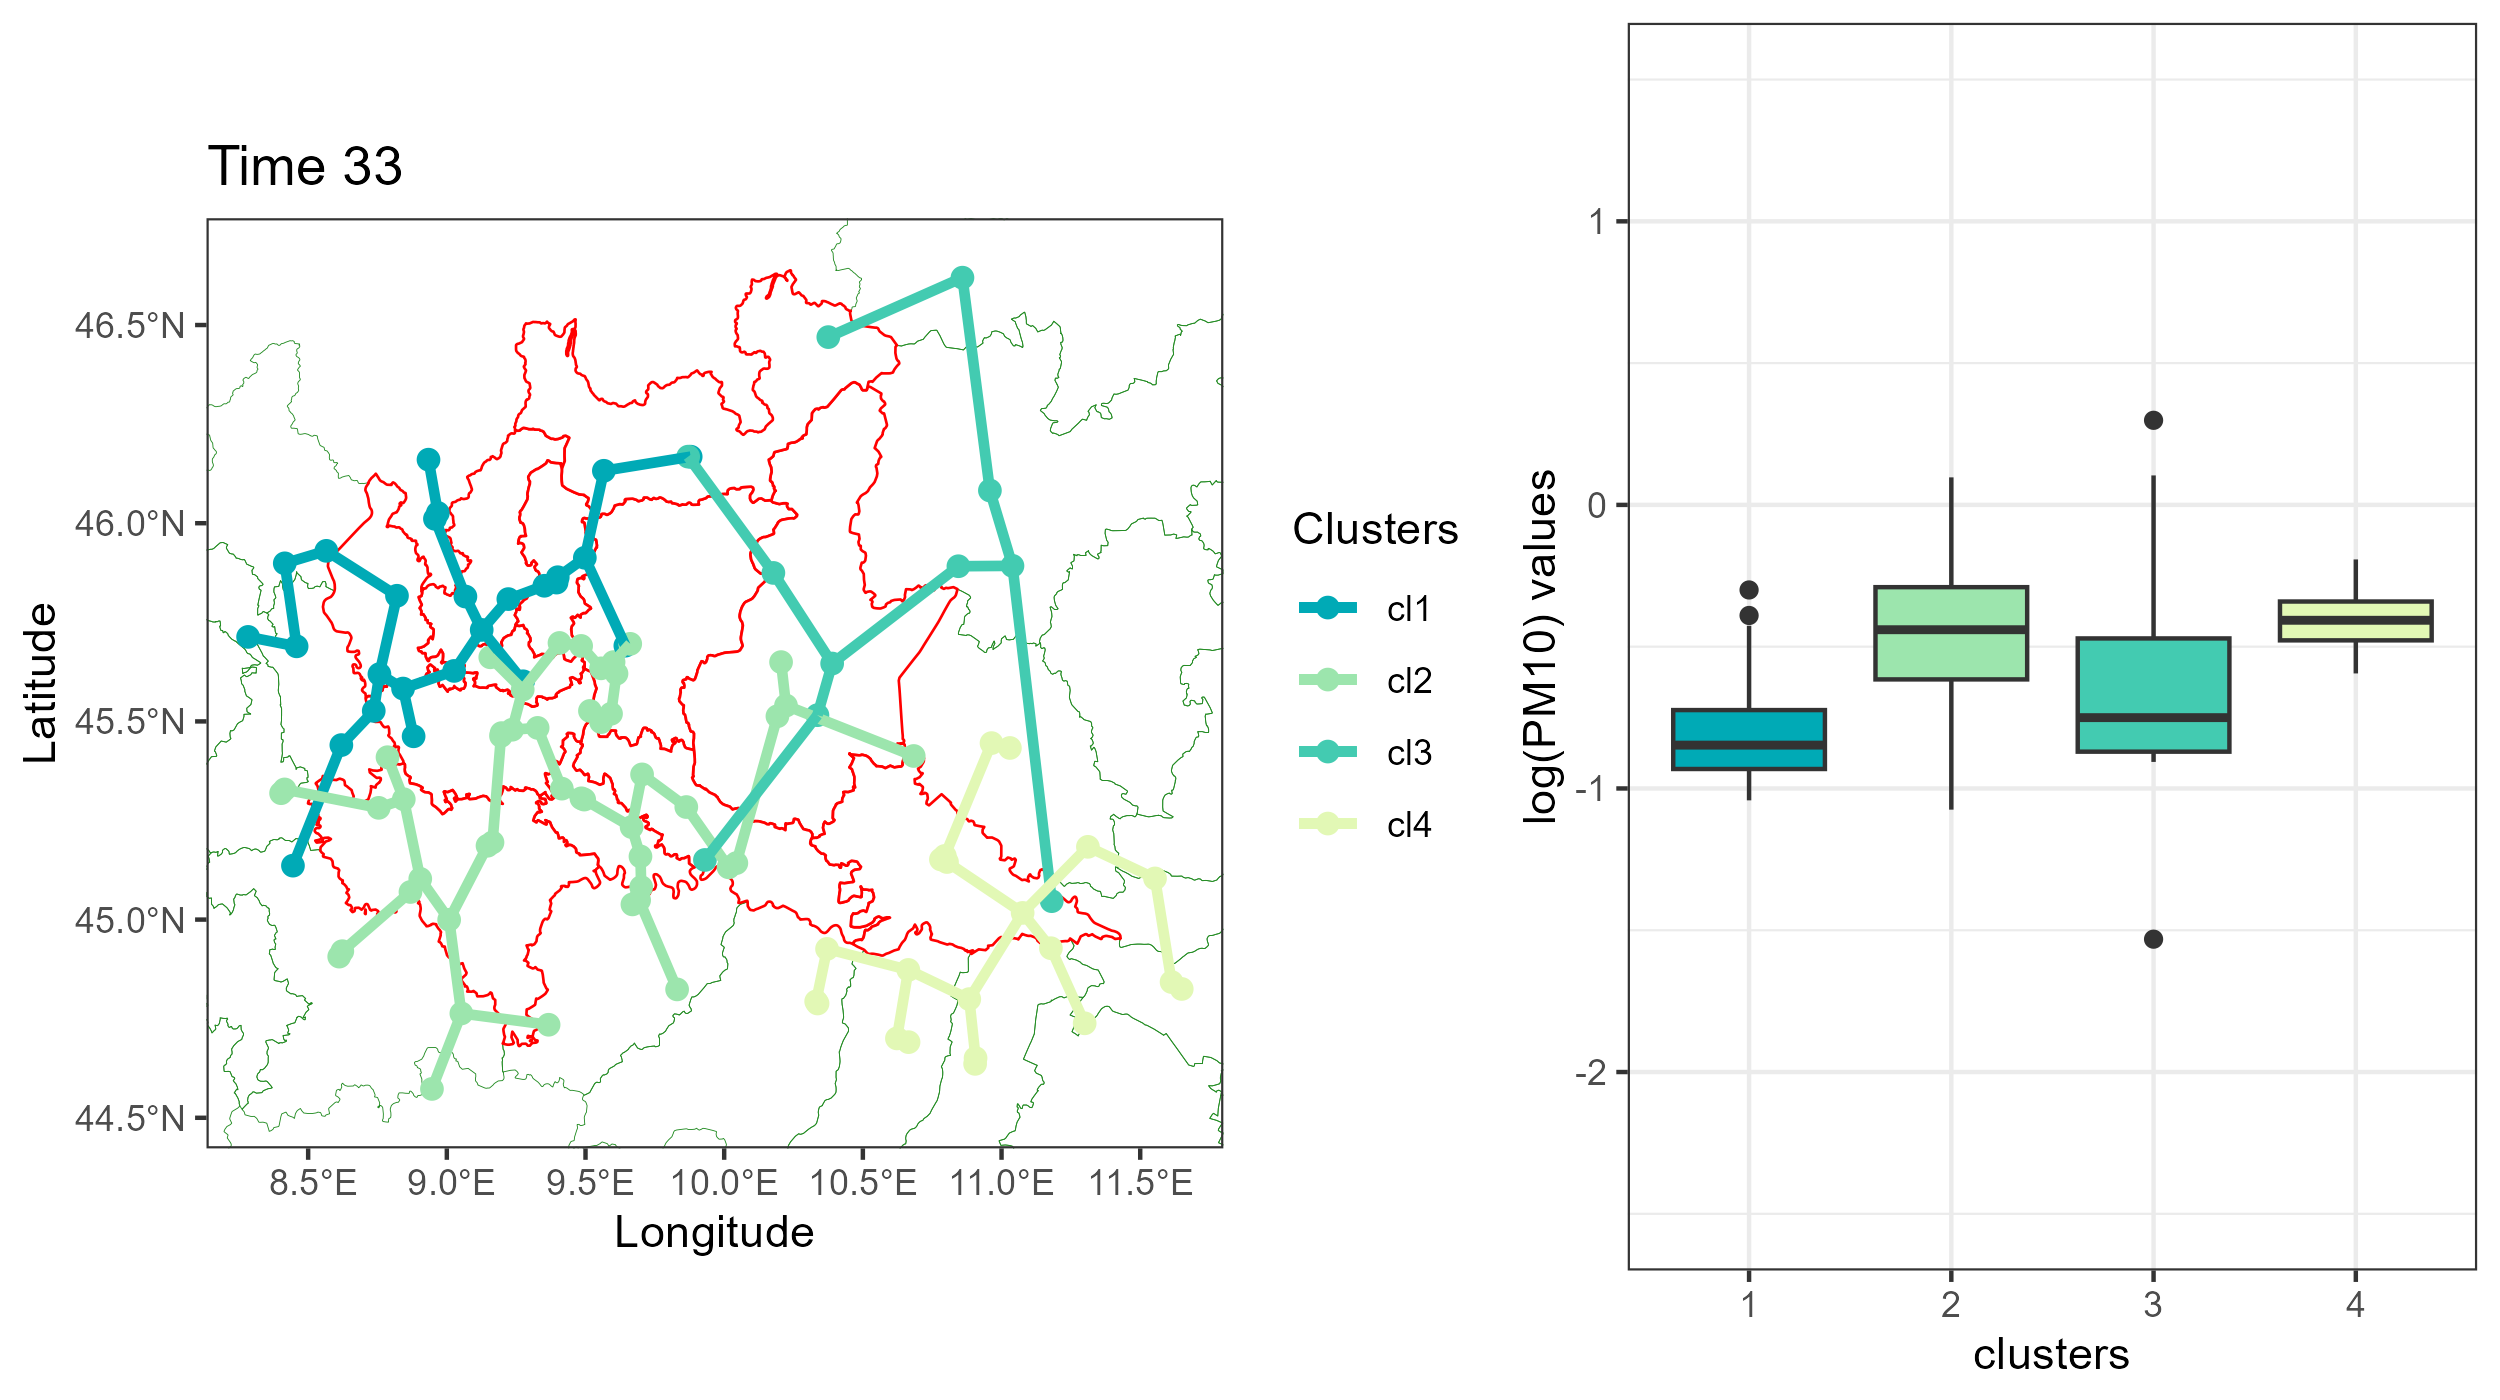 Time 33
Latitude
46.5°N
46.0°N
45.5°N
45.0°N
44.5°N
8.5°E 9.0°E 9.5°E 10.0°E 10.5°E 11.0°E 11.5°E
Longitude
Clusters
cl1
cl2
cl3
cl4
log(PM10) values
1
0
-1
-2
1 2 3 4
clusters